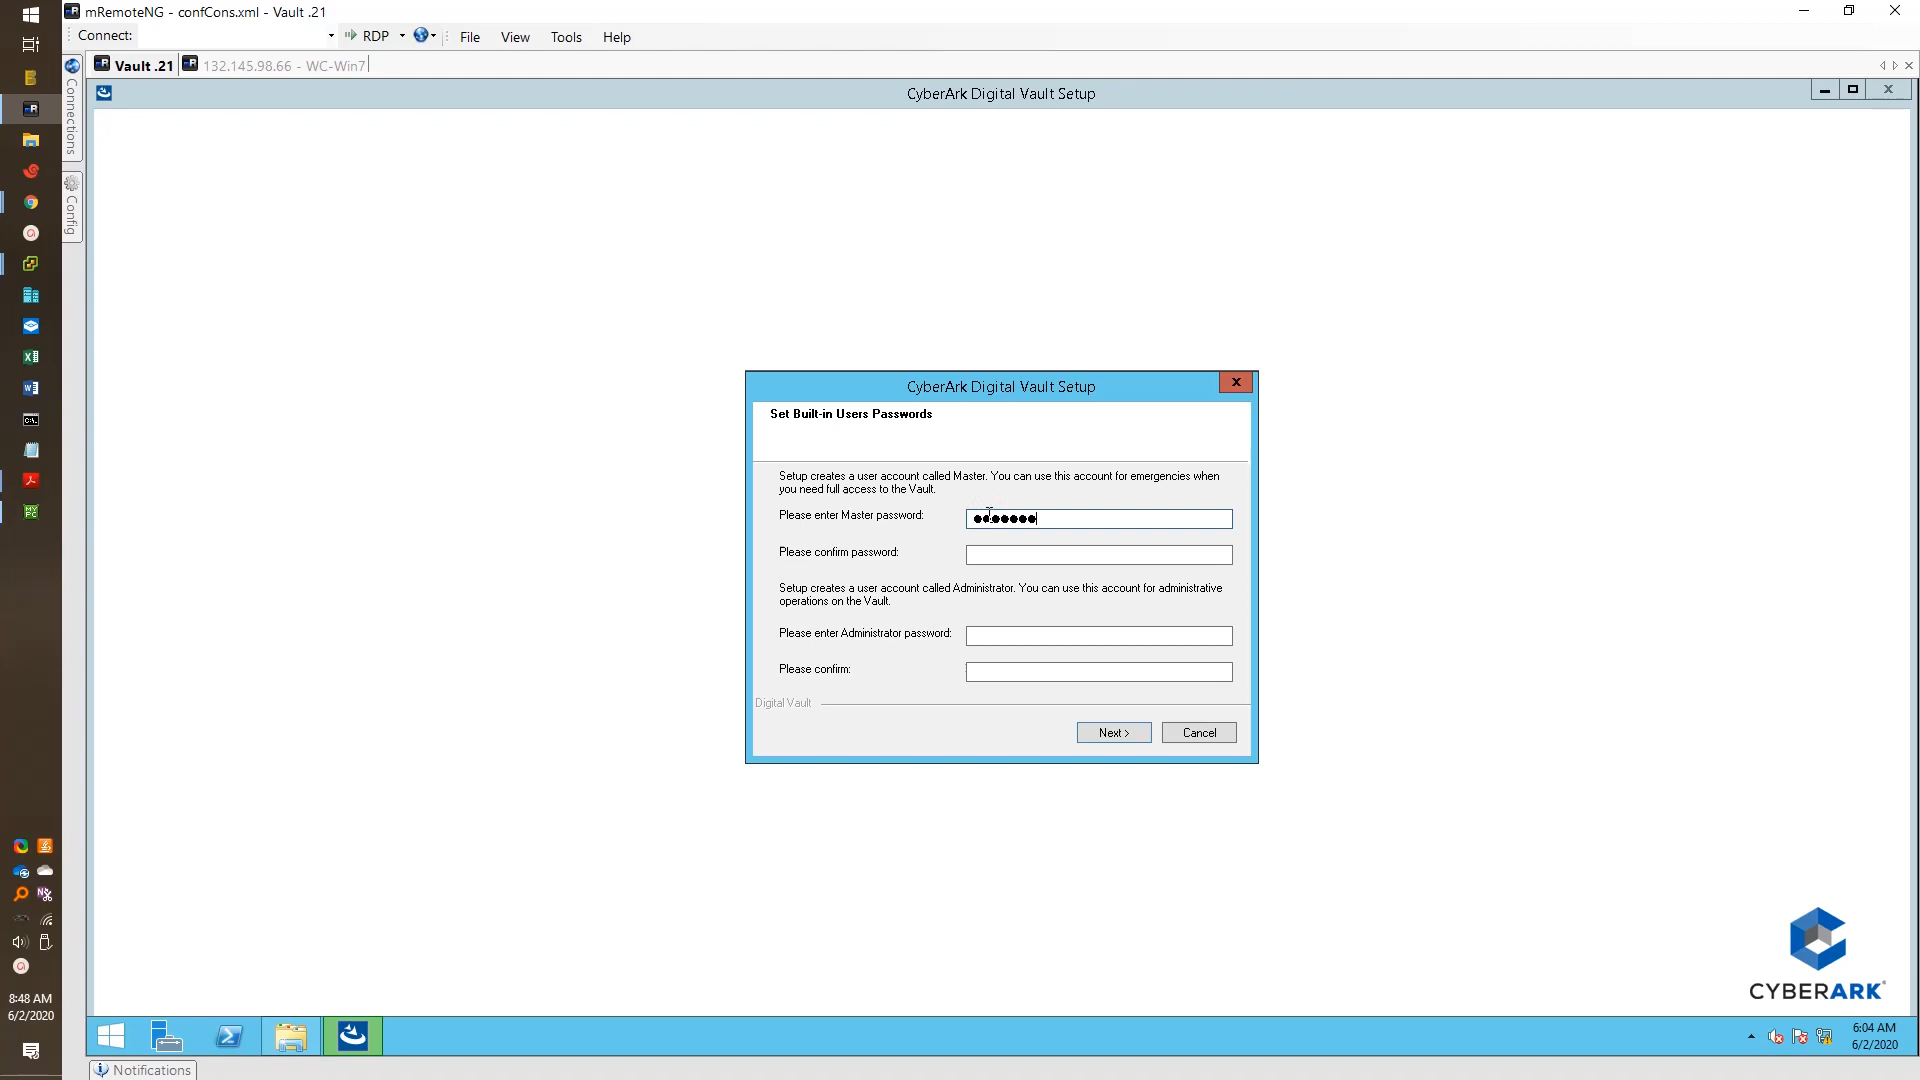 mRemoteNG - confCons.xml - Vault .21
Connect:
RDP
File View Tools Help
Vault .21
132.145.98.66 - WC-Win7
Connections
Config
CyberArk Digital Vault Setup
CyberArk Digital Vault Setup
X
Set Built-in Users Passwords
Setup creates a user account called Master. You can use this account for emergencies when
you need full access to the Vault.
Please enter Master password:
Please confirm password:
Setup creates a user account called Administrator. You can use this account for administrative
operations on the Vault.
Please enter Administrator password:
Please confirm:
Digital Vault
Next >
Cancel
CYBERARK
8:48 AM
6/2/2020
6:04 AM
6/2/2020
Notifications